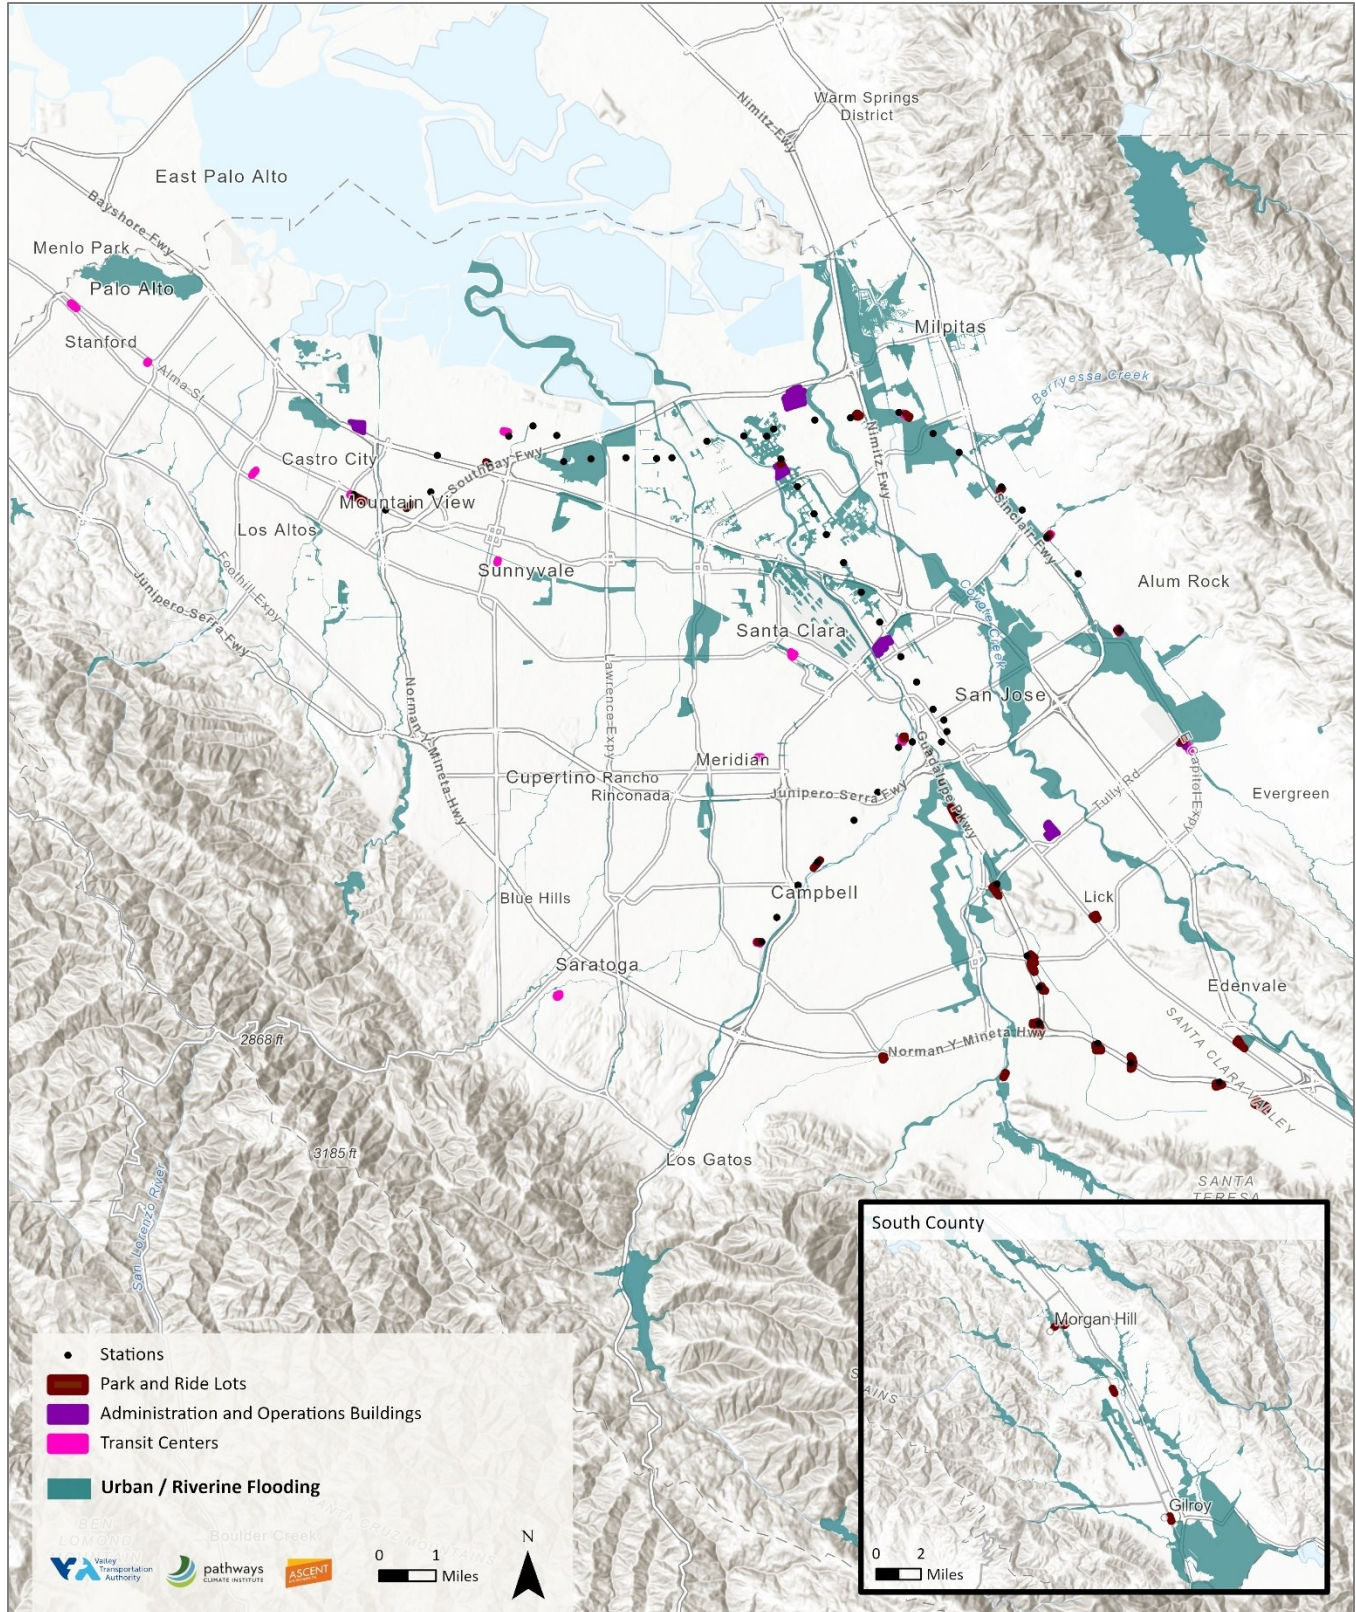 Warm Springs
District
Nimitz Fwy
East Palo Alto
Bayshore Fwy
Menlo Park
Palo Alto
Stanford
Milpitas
Alma St
Berryessa Creek
Nimitz Fwy
Castro City
SouthBay Fwy
Mountain View
Los Altos
Sinclair Fwy
Foothill Expy
Sunnyvale
Junipero Serra Fwy
Alum Rock
Coyote Creek
Santa Clara
San Jose
Lawrence Expy
Norman Y Mineta Hwy
Guadalupe Pkwy
Meridian
Cupertino
Rancho
Rinconada
Junipero Serra Fwy
Tully Rd
E Capitol Expy
Evergreen
Campbell
Blue Hills
Lick
Saratoga
Edenvale
SANTA CLARA VALLEY
2868 ft
Norman Y Mineta Hwy
3185 ft
Los Gatos
San Lorenzo River
SANTA
TERESA
South County
Morgan Hill
Gilroy
0 2
Miles
Stations
Park and Ride Lots
Administration and Operations Buildings
Transit Centers
Urban / Riverine Flooding
BEN
LOMOND
Boulder Creek
VTA
Valley
Transportation
Authority
pathways
CLIMATE INSTITUTE
ASCENT
0 1
Miles
N